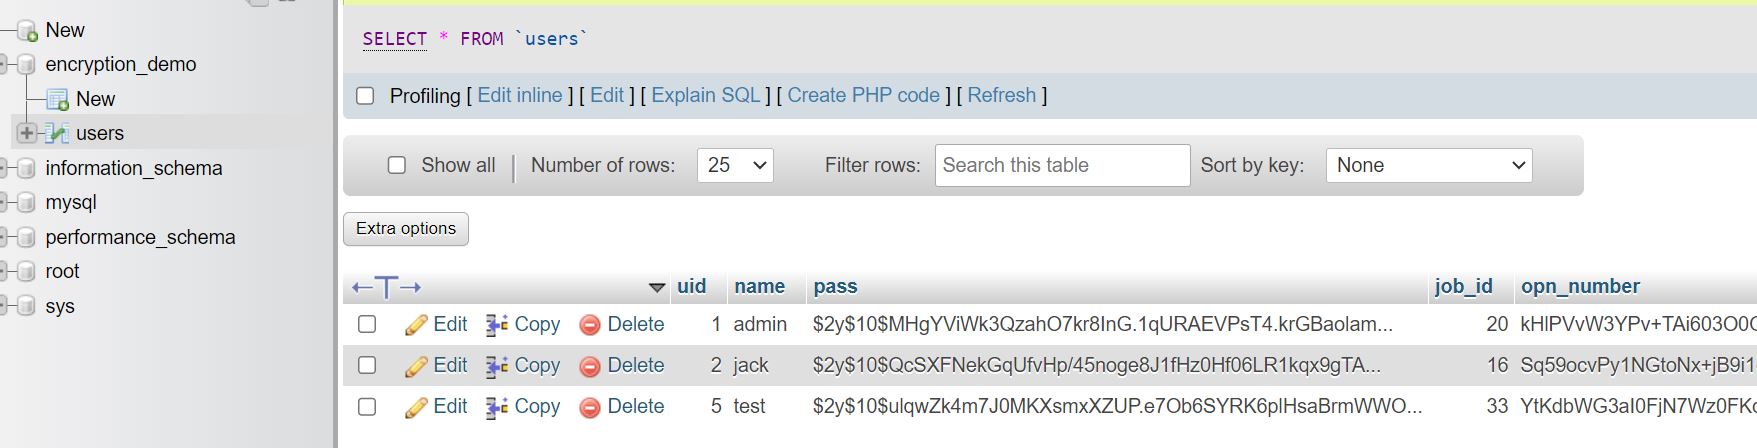 New
encryption_demo
New
users
information_schema
mysql
performance_schema
root
sys
SELECT * FROM `users`
Profiling [ Edit inline ] [ Edit ] [ Explain SQL ] [ Create PHP code ] [ Refresh ]
Show all Number of rows: 25 Filter rows: Search this table Sort by key: None
Extra options
uid name pass job_id opn_number
Edit Copy Delete 1 admin $2y$10$MHgYViWk3QzahO7kr8InG.1qURAEVPsT4.krGBaolam... 20 kHlPVvW3YPv+TAi603O0
Edit Copy Delete 2 jack $2y$10$QcSXFNekGqUfvHp/45noge8J1fHz0Hf06LR1kqx9gTA... 16 Sq59ocvPy1NGtoNx+jB9i1
Edit Copy Delete 5 test $2y$10$ulqwZk4m7J0MKXsmxXZUP.e7Ob6SYRK6plHsaBrmWWO... 33 YtKdbWG3aI0FjN7Wz0FK